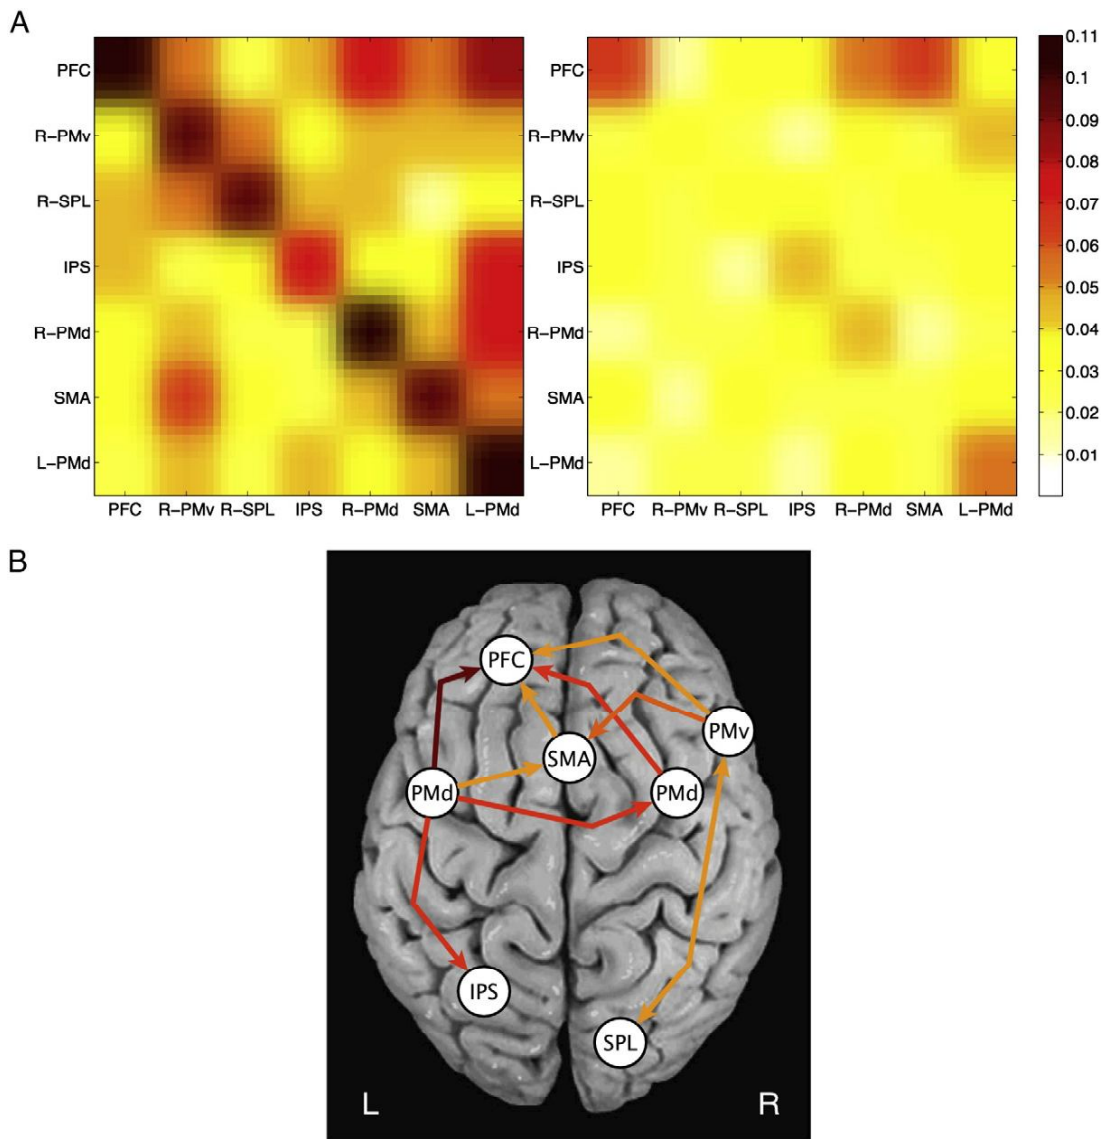 A
PFC
R-PMv
R-SPL
IPS
R-PMd
SMA
L-PMd
PFC R-PMv R-SPL IPS R-PMd SMA L-PMd
PFC
R-PMv
R-SPL
IPS
R-PMd
SMA
L-PMd
PFC R-PMv R-SPL IPS R-PMd SMA L-PMd
0.11
0.1
0.09
0.08
0.07
0.06
0.05
0.04
0.03
0.02
0.01
B
PFC
PMv
SMA
PMd
PMd
IPS
SPL
L R